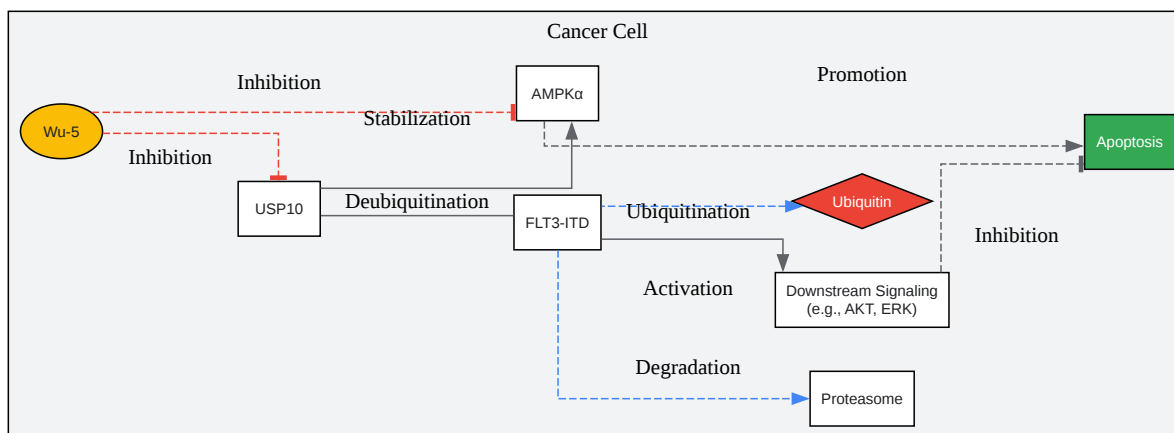 Cancer Cell
Inhibition
Promotion
AMPKα
Stabilization
Wu-5
Inhibition
Apoptosis
USP10
Deubiquitination
FLT3-ITD
Ubiquitination
Ubiquitin
Inhibition
Activation
Downstream Signaling
(e.g., AKT, ERK)
Degradation
Proteasome